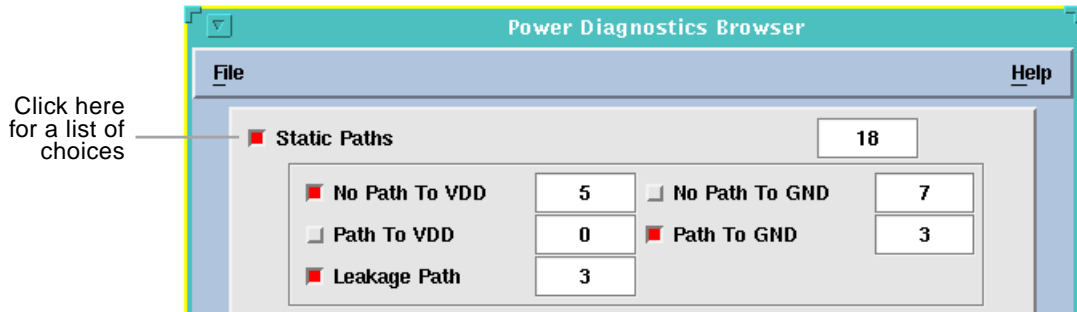 Power Diagnostics Browser
File Help
Click here
for a list of
choices
Static Paths 18
No Path To VDD 5 No Path To GND 7
Path To VDD 0 Path To GND 3
Leakage Path 3